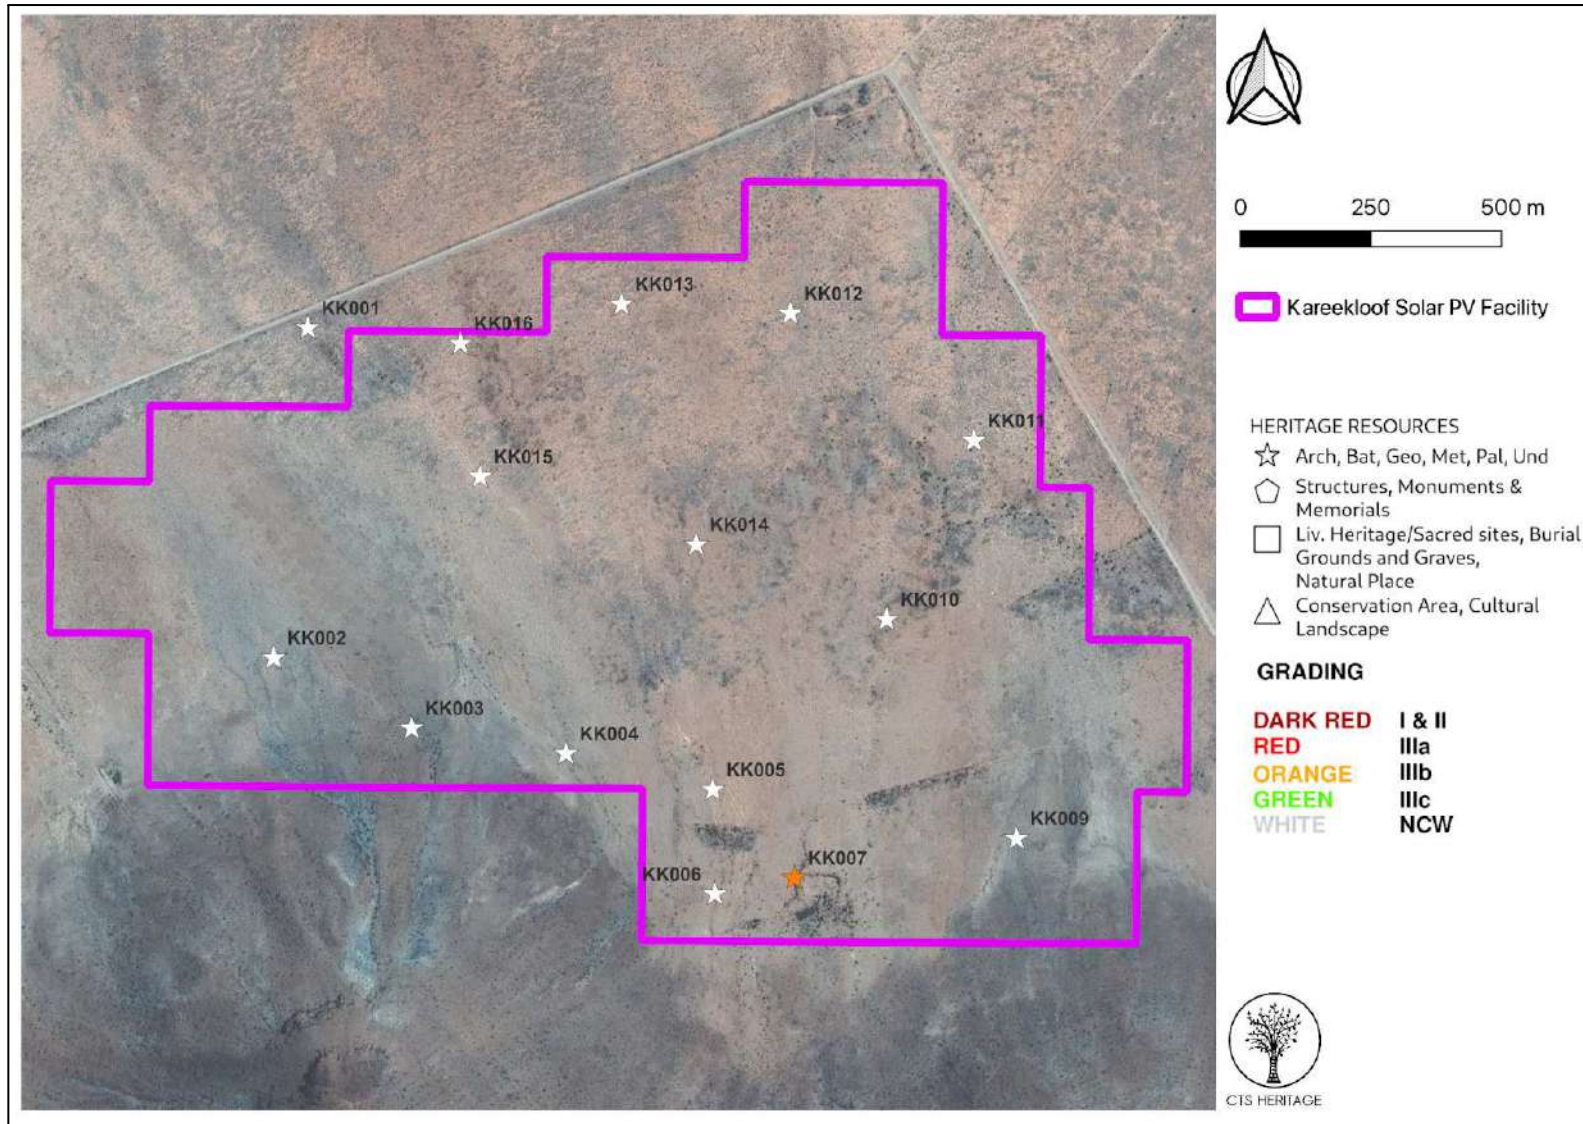 0 250 500 m
Kareekloof Solar PV Facility
HERITAGE RESOURCES
Arch, Bat, Geo, Met, Pal, Und
Structures, Monuments &
Memorials
Liv. Heritage/Sacred sites, Burial
Grounds and Graves,
Natural Place
Conservation Area, Cultural
Landscape
GRADING
DARK RED I & II
RED IIIa
ORANGE IIIb
GREEN IIIc
WHITE NCW
CTS HERITAGE
KK013
KK012
KK001
KK016
KK011
KK015
KK014
KK010
KK002
KK003
KK004
KK005
KK009
KK007
KK006